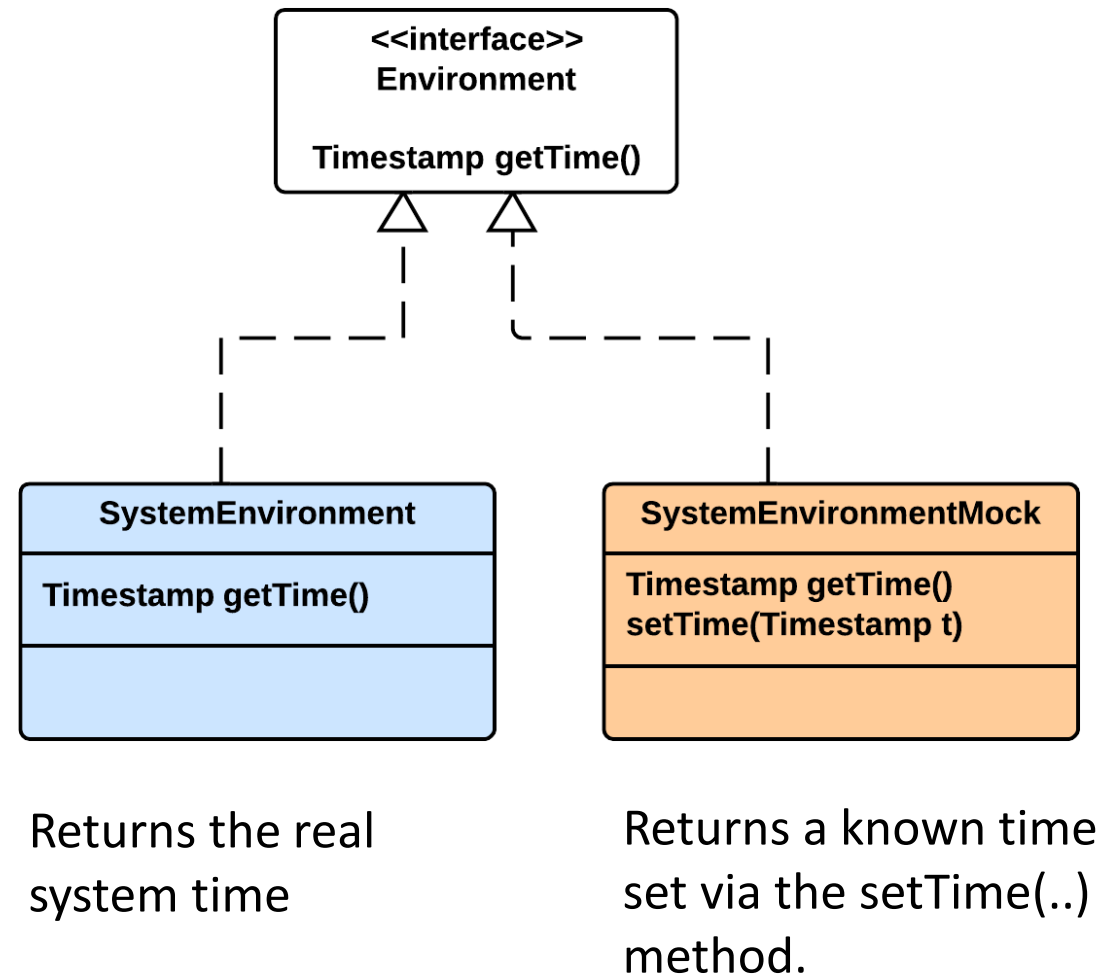 <<interface>>
Environment
Timestamp getTime()
SystemEnvironment
Timestamp getTime()
SystemEnvironmentMock
Timestamp getTime()
setTime(Timestamp t)
Returns the real
system time
Returns a known time
set via the setTime(..)
method.